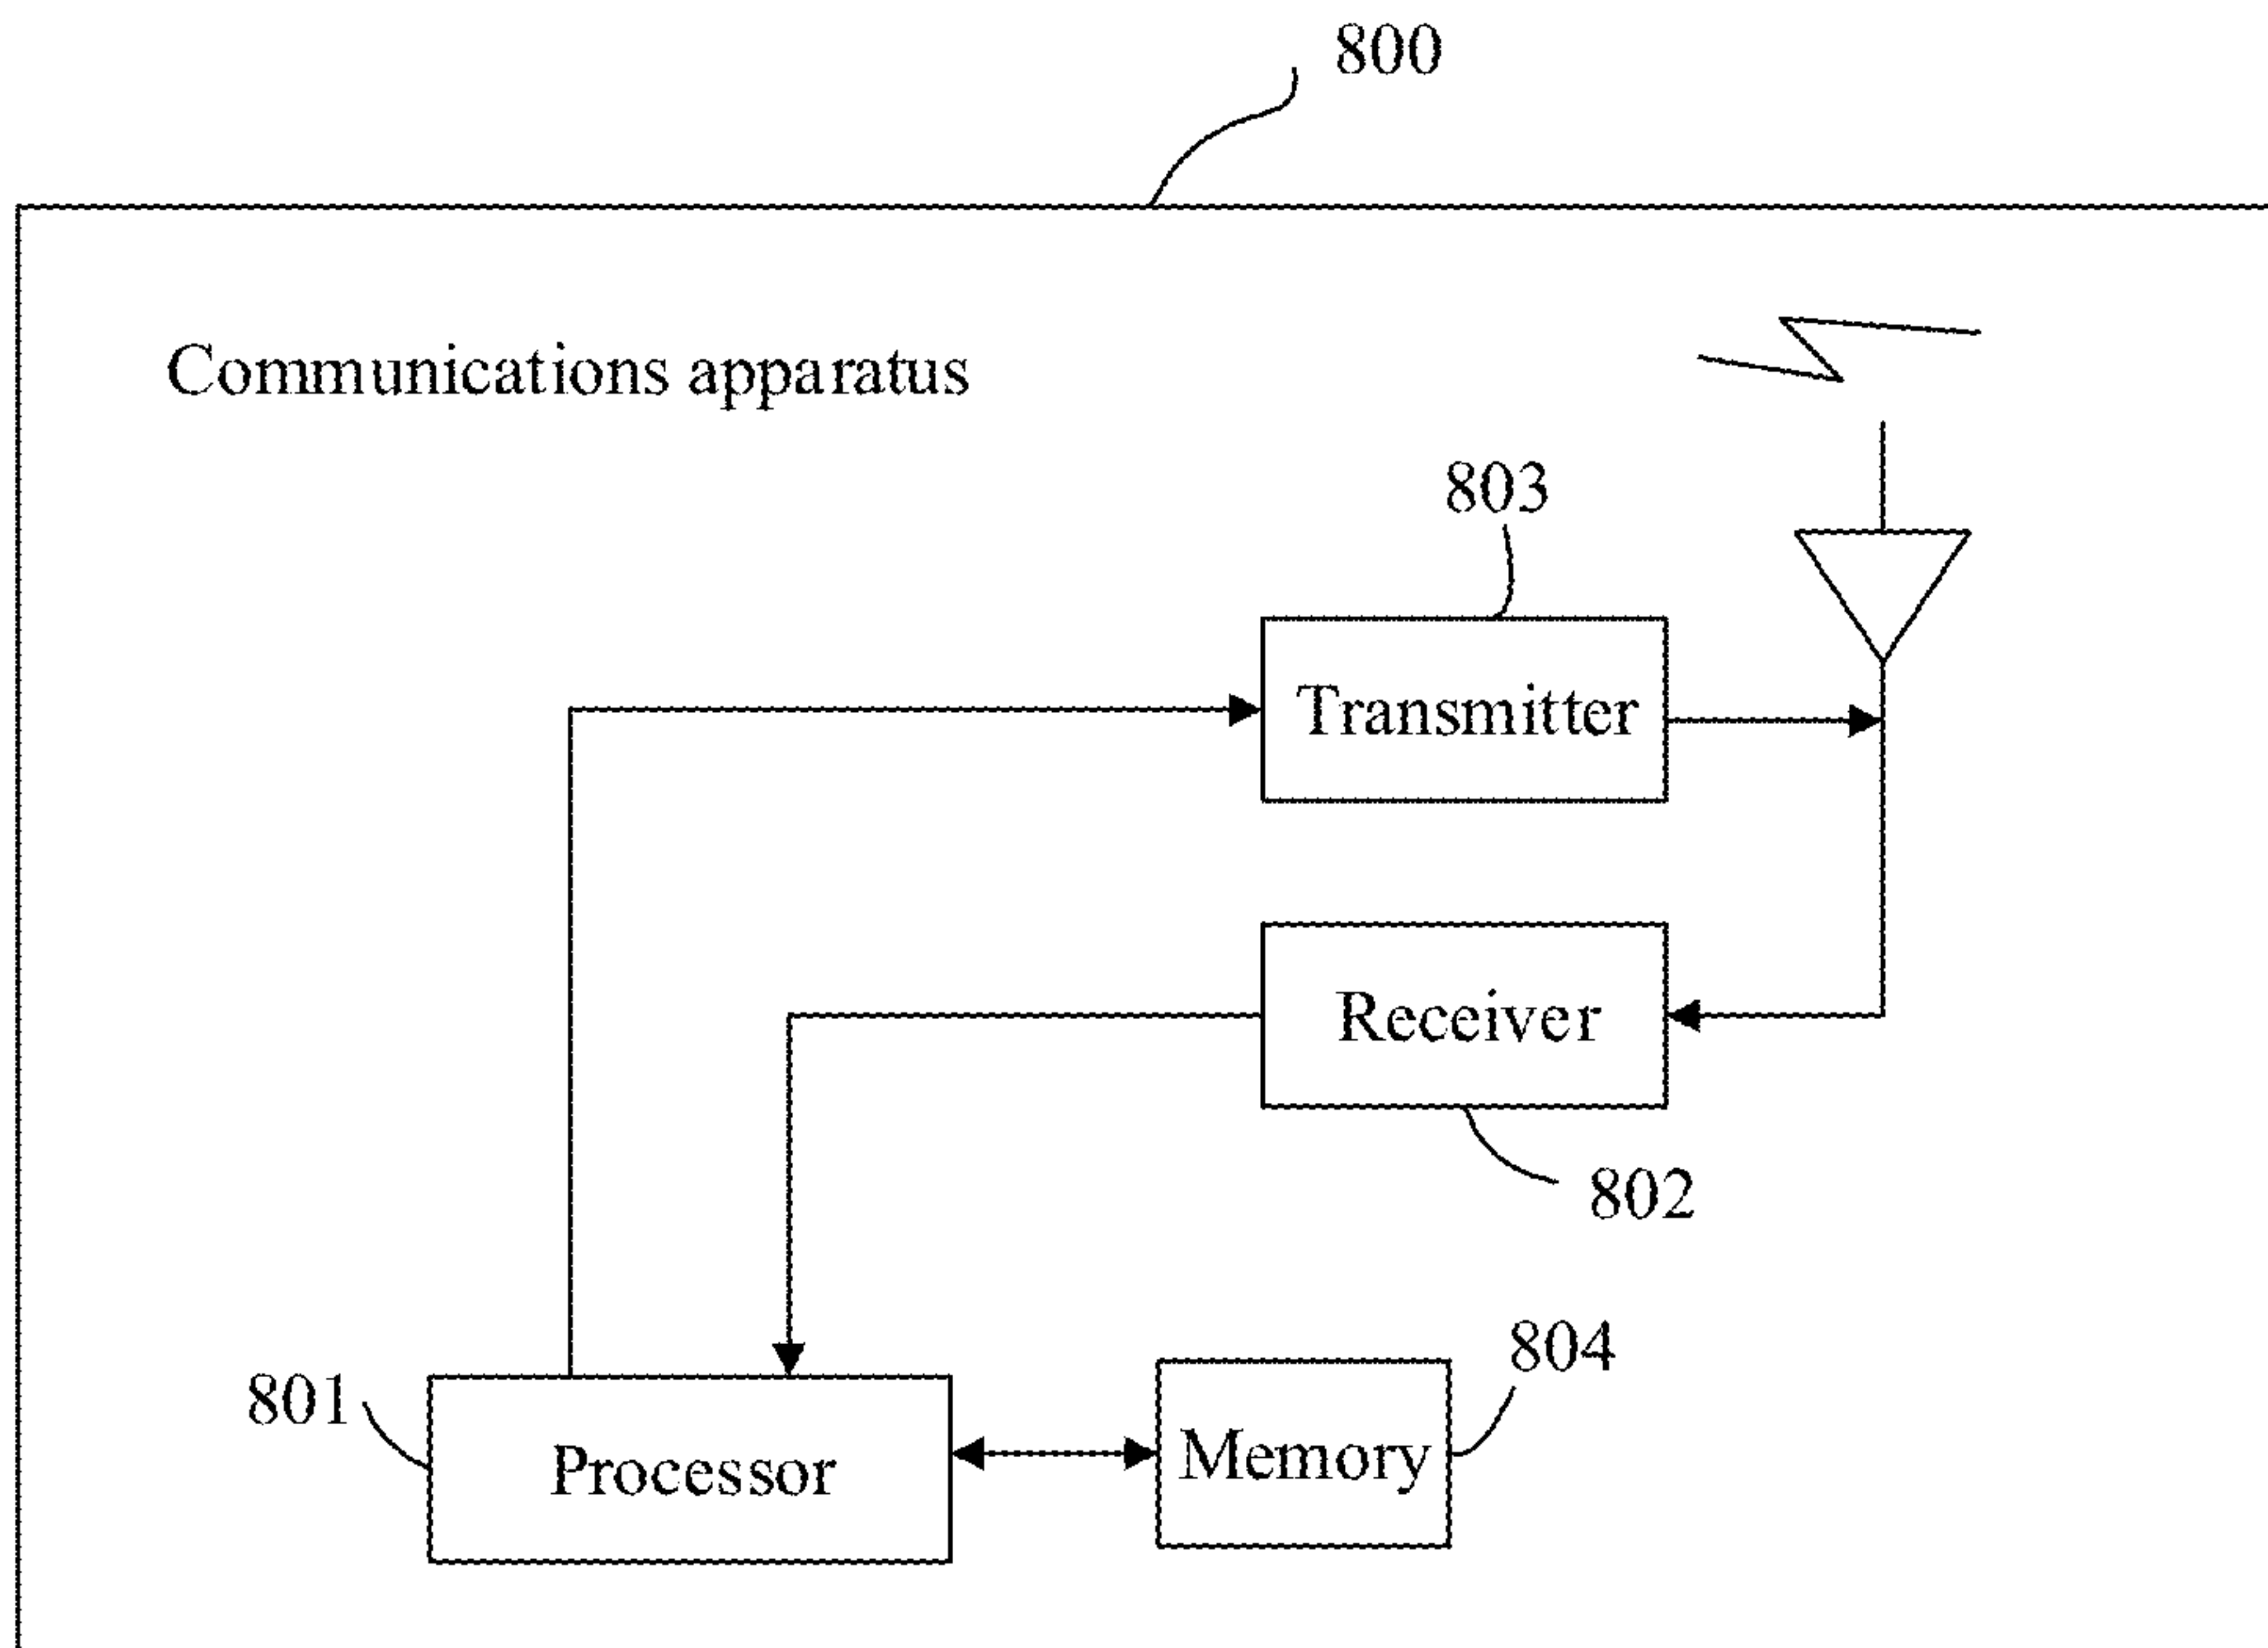 800
Communications apparatus
803
Transmitter
Receiver
802
804
801
Processor
Memory